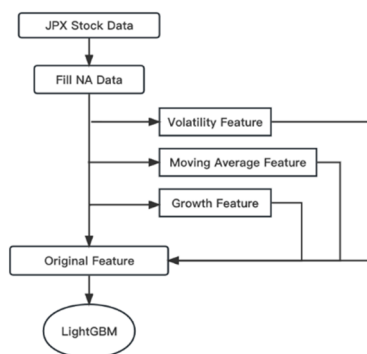 JPX Stock Data
Fill NA Data
Volatility Feature
Moving Average Feature
Growth Feature
Original Feature
LightGBM